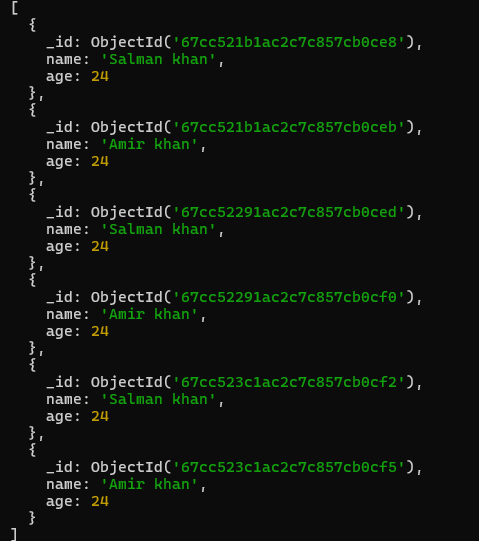 [
  {
    _id: ObjectId('67cc521b1ac2c7c857cb0ce8'),
    name: 'Salman khan',
    age: 24
  },
  {
    _id: ObjectId('67cc521b1ac2c7c857cb0ceb'),
    name: 'Amir khan',
    age: 24
  },
  {
    _id: ObjectId('67cc52291ac2c7c857cb0ced'),
    name: 'Salman khan',
    age: 24
  },
  {
    _id: ObjectId('67cc52291ac2c7c857cb0cf0'),
    name: 'Amir khan',
    age: 24
  },
  {
    _id: ObjectId('67cc523c1ac2c7c857cb0cf2'),
    name: 'Salman khan',
    age: 24
  },
  {
    _id: ObjectId('67cc523c1ac2c7c857cb0cf5'),
    name: 'Amir khan',
    age: 24
  }
]